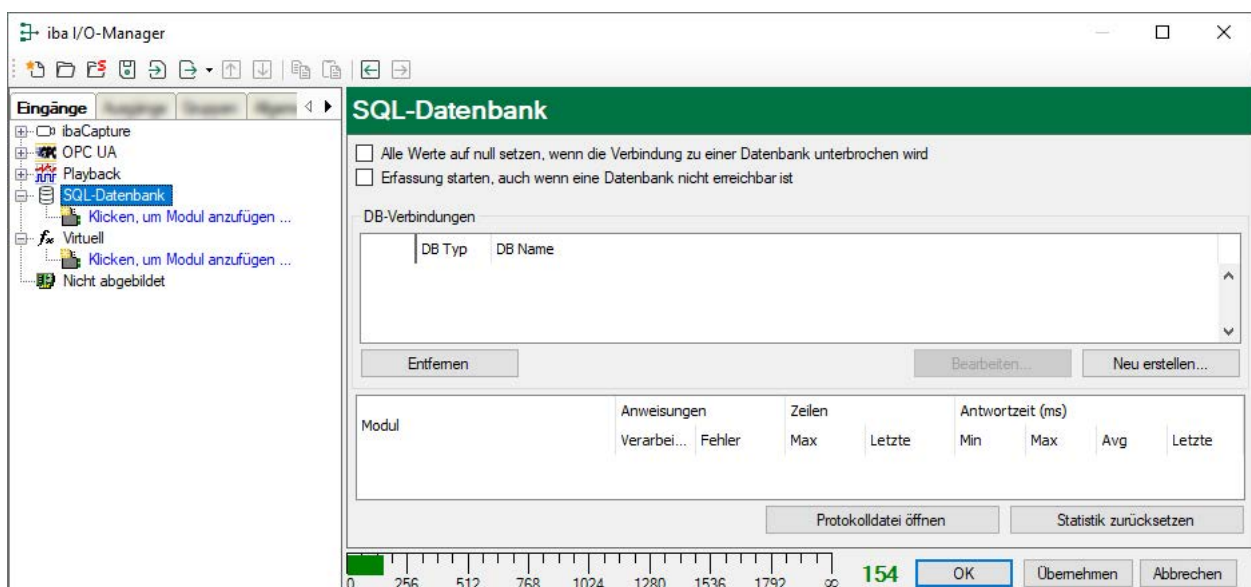 iba I/O-Manager
Eingänge
ibaCapture
OPC UA
Playback
SQL-Datenbank
Klicken, um Modul anzufügen ...
fx Virtuell
Klicken, um Modul anzufügen ...
Nicht abgebildet
SQL-Datenbank
Alle Werte auf null setzen, wenn die Verbindung zu einer Datenbank unterbrochen wird
Erfassung starten, auch wenn eine Datenbank nicht erreichbar ist
DB-Verbindungen
DB Typ DB Name
Entfernen Bearbeiten... Neu erstellen...
Modul Anweisungen Zeilen Antwortzeit (ms)
Verarbei... Fehler Max Letzte Min Max Avg Letzte
Protokolldatei öffnen Statistik zurücksetzen
0 256 512 768 1024 1280 1536 1792 ∞ 154 OK Übernehmen Abbrechen